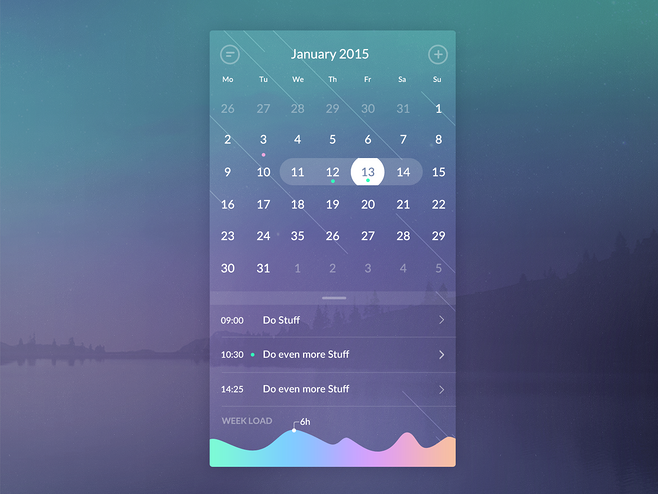 January 2015
Mo Tu We Th Fr Sa Su
26 27 28 29 30 31 1
2 3 4 5 6 7 8
9 10 11 12 13 14 15
16 17 18 19 20 21 22
23 24 35 26 27 28 29
30 31 1 2 3 4 5
09:00 Do Stuff
10:30 Do even more Stuff
14:25 Do even more Stuff
WEEK LOAD 6h